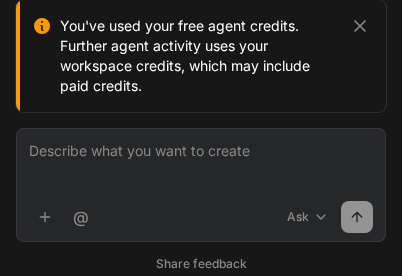 You've used your free agent credits.
Further agent activity uses your
workspace credits, which may include
paid credits.
Describe what you want to create
@
Ask
Share feedback